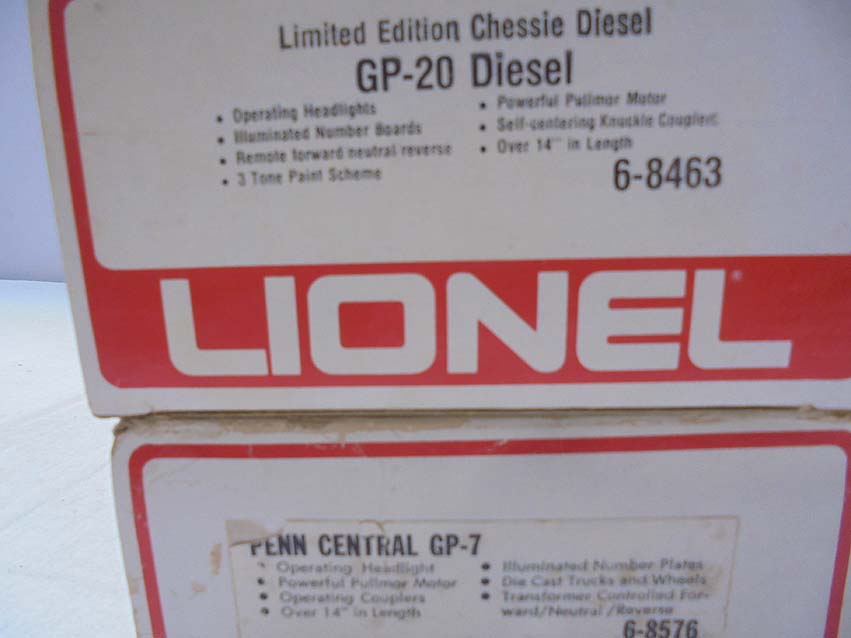 Limited Edition Chessie Diesel
GP-20 Diesel
• Operating Headlights
• Illuminated Number Boards
• Remote forward neutral reverse
• 3 Tone Paint Scheme
• Powerful Pullmor Motor
• Self-centering Knuckle Couplers
• Over 14" in Length
6-8463
LIONEL®
PENN CENTRAL GP-7
• Operating Headlight
• Powerful Pullmor Motor
• Operating Couplers
• Over 14" in Length
• Illuminated Number Plates
• Die Cast Trucks and Wheels
• Transformer Controlled For-
ward/Neutral/Reverse
6-8576